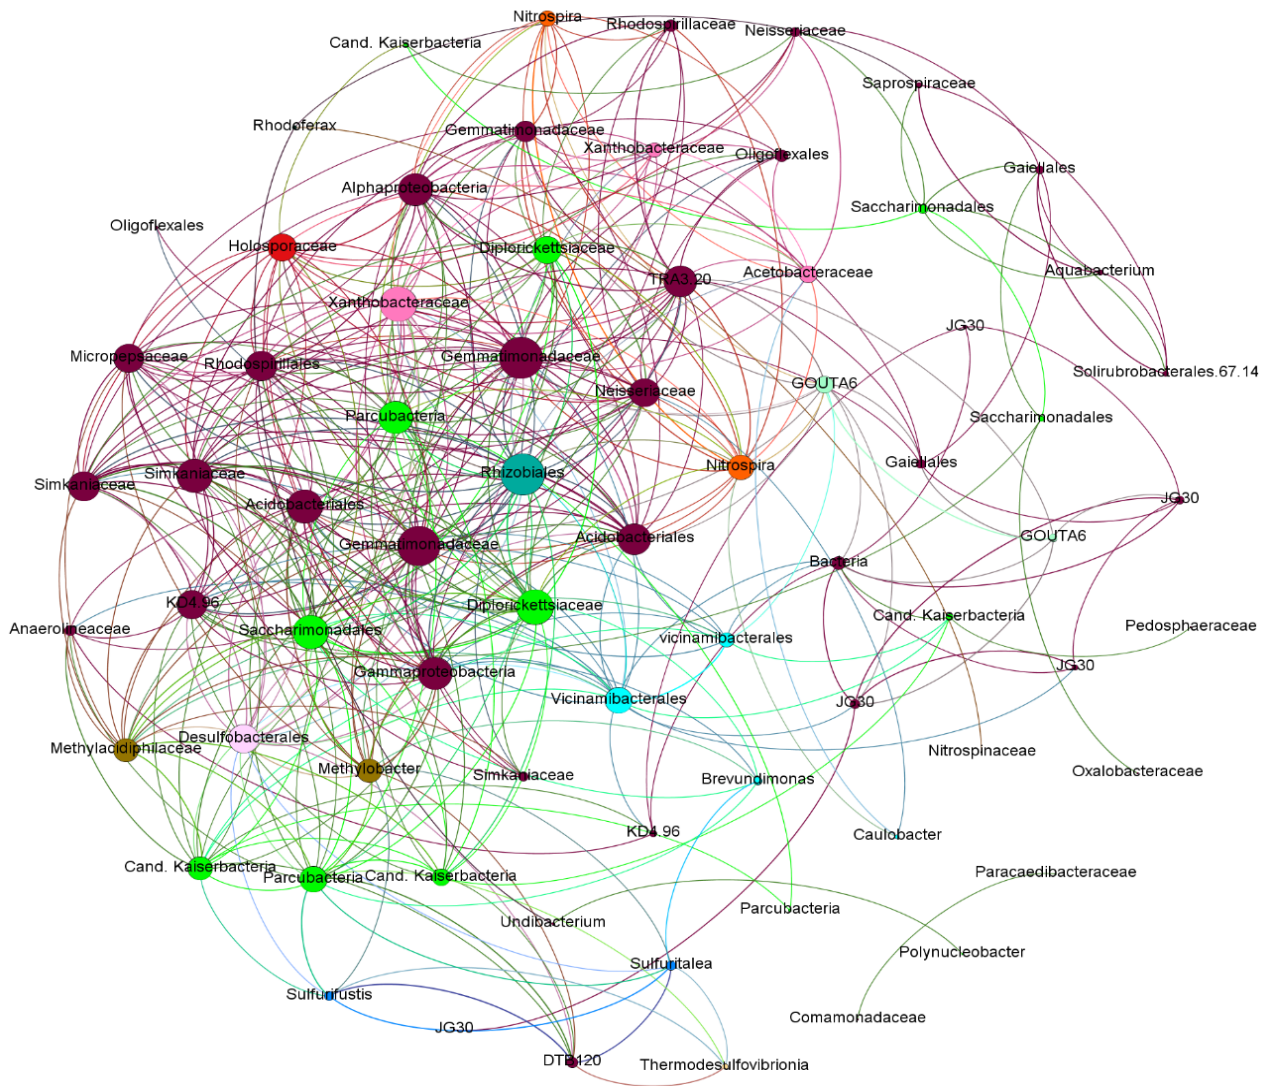 Nitrospira
Rhodospirillaceae
Neisseriaceae
Cand. Kaiserbacteria
Saprospiraceae
Rhodoferax
Gemmatimonadaceae
Xanthobacteraceae
Oligoflexales
Gaiellales
Alphaproteobacteria
Saccharimonadales
Oligoflexales
Holosporaceae
Diplorickettsiaceae
TRA3.20
Acetobacteraceae
Aquabacterium
Xanthobacteraceae
JG30
Micropepsaceae
Rhodospirillales
Gemmatimonadaceae
Neisseriaceae
GOUTA6
Solirubrobacterales.67.14
Parcubacteria
Saccharimonadales
Simkaniaceae
Simkaniaceae
Rhizobiales
Nitrospira
Gaiellales
Acidobacteriales
JG30
Gemmatimonadaceae
Acidobacteriales
GOUTA6
Bacteria
KD4.96
Diplorickettsiaceae
Cand. Kaiserbacteria
Anaerolineaceae
Saccharimonadales
vicinamibacterales
Pedosphaeraceae
Gammaproteobacteria
JG30
Vicinamibacterales
JG30
Methylacidiphilaceae
Desulfobacterales
Nitrospinaceae
Methylobacter
Simkaniaceae
Brevundimonas
Oxalobacteraceae
KD4.96
Caulobacter
Cand. Kaiserbacteria
Parcubacteria
Cand. Kaiserbacteria
Paracaedibacteraceae
Undibacterium
Parcubacteria
Polynucleobacter
Sulfuritalea
Sulfurifustis
JG30
Comamonadaceae
DTB120
Thermodesulfovibrionia